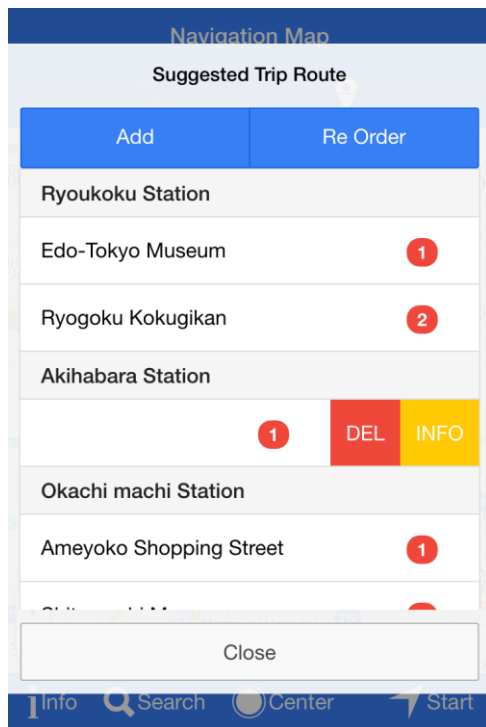 Navigation Map
Suggested Trip Route
Add Re Order
Ryoukoku Station
Edo-Tokyo Museum 1
Ryogoku Kokugikan 2
Akihabara Station
1 DEL INFO
Okachi machi Station
Ameyoko Shopping Street 1
Close
Info Search Center Start